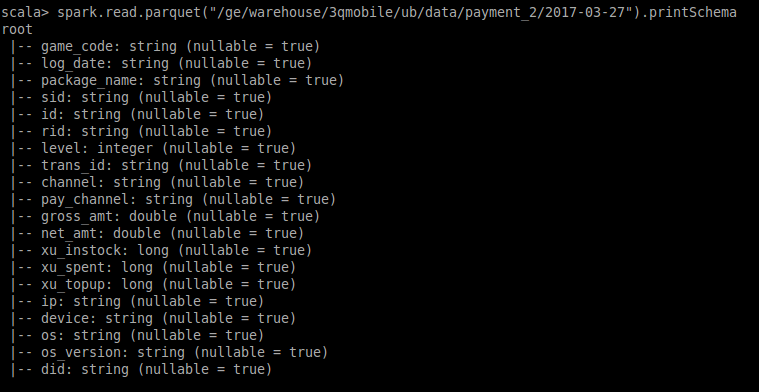 scala> spark.read.parquet("/ge/warehouse/3qmobile/ub/data/payment_2/2017-03-27").printSchema
root
 |-- game_code: string (nullable = true)
 |-- log_date: string (nullable = true)
 |-- package_name: string (nullable = true)
 |-- sid: string (nullable = true)
 |-- id: string (nullable = true)
 |-- rid: string (nullable = true)
 |-- level: integer (nullable = true)
 |-- trans_id: string (nullable = true)
 |-- channel: string (nullable = true)
 |-- pay_channel: string (nullable = true)
 |-- gross_amt: double (nullable = true)
 |-- net_amt: double (nullable = true)
 |-- xu_instock: long (nullable = true)
 |-- xu_spent: long (nullable = true)
 |-- xu_topup: long (nullable = true)
 |-- ip: string (nullable = true)
 |-- device: string (nullable = true)
 |-- os: string (nullable = true)
 |-- os_version: string (nullable = true)
 |-- did: string (nullable = true)